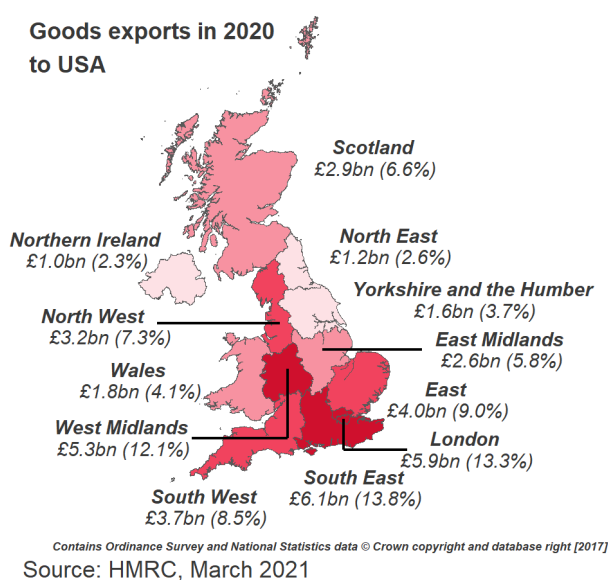 Goods exports in 2020
to USA
Scotland
£2.9bn (6.6%)
Northern Ireland
£1.0bn (2.3%)
North East
£1.2bn (2.6%)
Yorkshire and the Humber
£1.6bn (3.7%)
North West
£3.2bn (7.3%)
East Midlands
£2.6bn (5.8%)
Wales
£1.8bn (4.1%)
East
£4.0bn (9.0%)
West Midlands
£5.3bn (12.1%)
London
£5.9bn (13.3%)
South East
£6.1bn (13.8%)
South West
£3.7bn (8.5%)
Contains Ordinance Survey and National Statistics data © Crown copyright and database right [2017]
Source: HMRC, March 2021